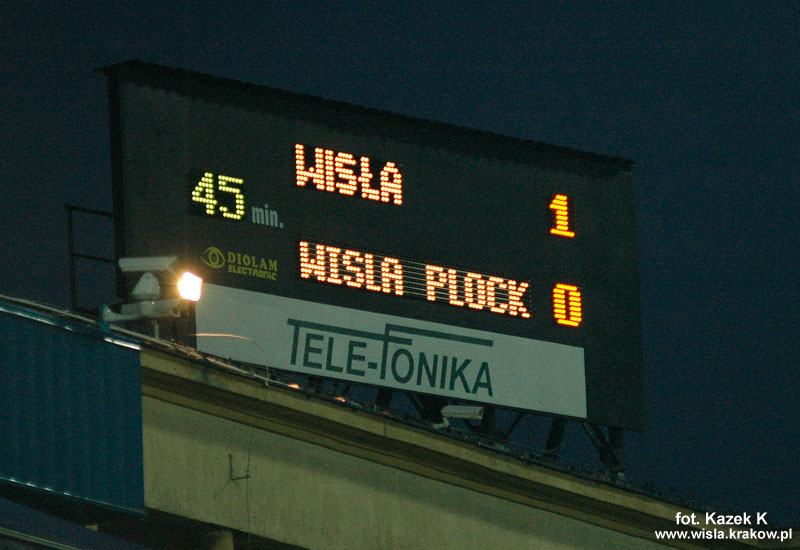 WISŁA 1
45 min.
DIOLAM
ELECTRONIC
WISLA PLOCK 0
TELE-FONIKA
fot. Kazek K
www.wisla.krakow.pl